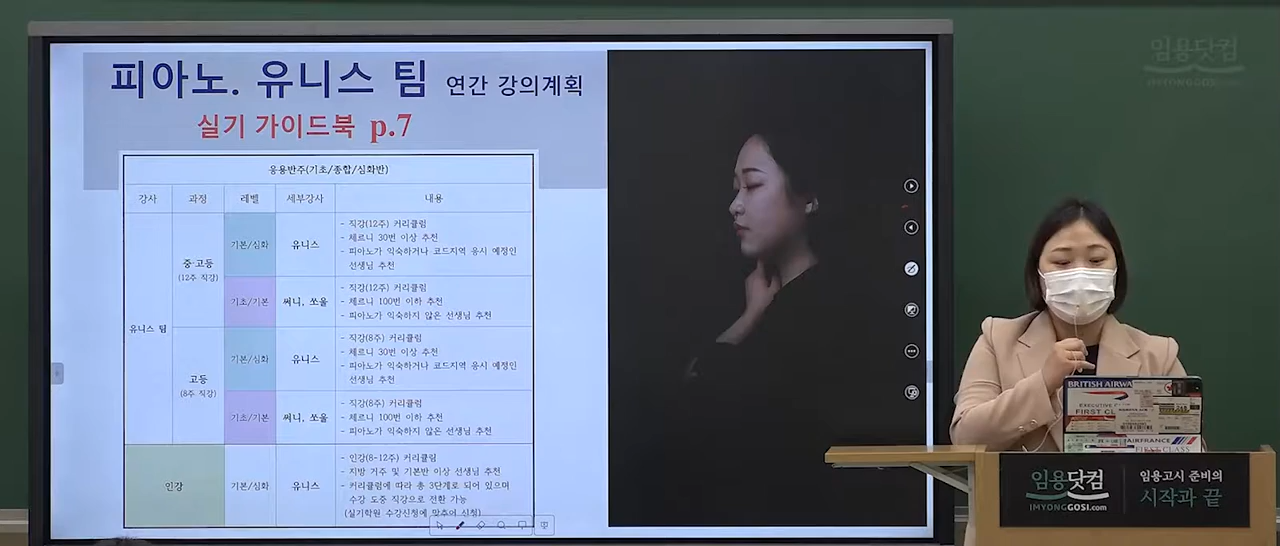 피아노. 유니스 팀 연간 강의계획
실기 가이드북 p.7
응용반주(기초/종합/심화반)
강사 과정 레벨 세부강사 내용
유니스 팀
중·고등
(12주 직강)
기본/심화
유니스
- 직강(12주) 커리큘럼
- 체르니 30번 이상 추천
- 피아노가 익숙하거나 코드지역 응시 예정인
선생님 추천
기초/기본
써니, 쏘울
- 직강(12주) 커리큘럼
- 체르니 100번 이하 추천
- 피아노가 익숙하지 않은 선생님 추천
고등
(8주 직강)
기본/심화
유니스
- 직강(8주) 커리큘럼
- 체르니 30번 이상 추천
- 피아노가 익숙하거나 코드지역 응시 예정인
선생님 추천
기초/기본
써니, 쏘울
- 직강(8주) 커리큘럼
- 체르니 100번 이하 추천
- 피아노가 익숙하지 않은 선생님 추천
인강
기본/심화
유니스
- 인강(8-12주) 커리큘럼
- 지방 거주 및 기본반 이상 선생님 추천
- 커리큘럼에 따라 총 3단계로 되어 있으며
수강 도중 직강으로 전환 가능
(실기학원 수강신청에 맞추어 신청)
임용닷컴
IMYONGGOSI.com
BRITISH AIRWA
EXECUTIVE
FIRST CL
AIRFRANCE
FIRST CLASS
임용닷컴
IMYONGGOSI.com
임용고시 준비의
시작과 끝